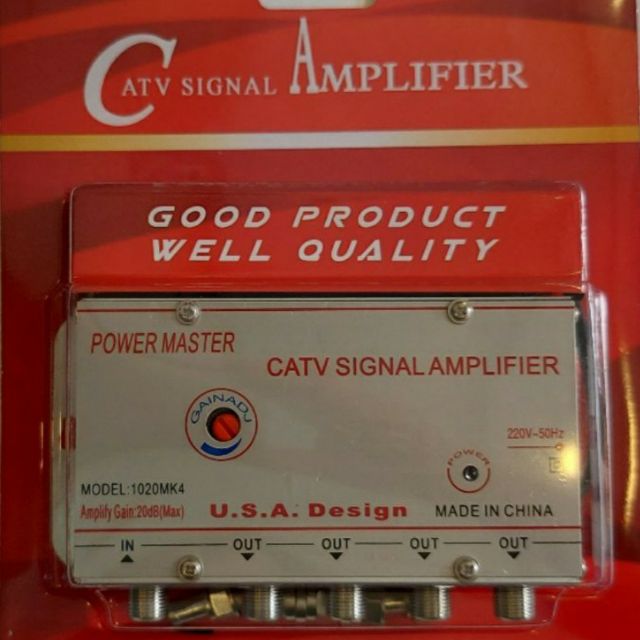 CATV SIGNAL AMPLIFIER
GOOD PRODUCT
WELL QUALITY
POWER MASTER
CATV SIGNAL AMPLIFIER
GAINADJ
220V~50Hz
POWER
MODEL:1020MK4
Amplify Gain:20dB(Max)
U.S.A. Design
MADE IN CHINA
IN OUT OUT OUT OUT